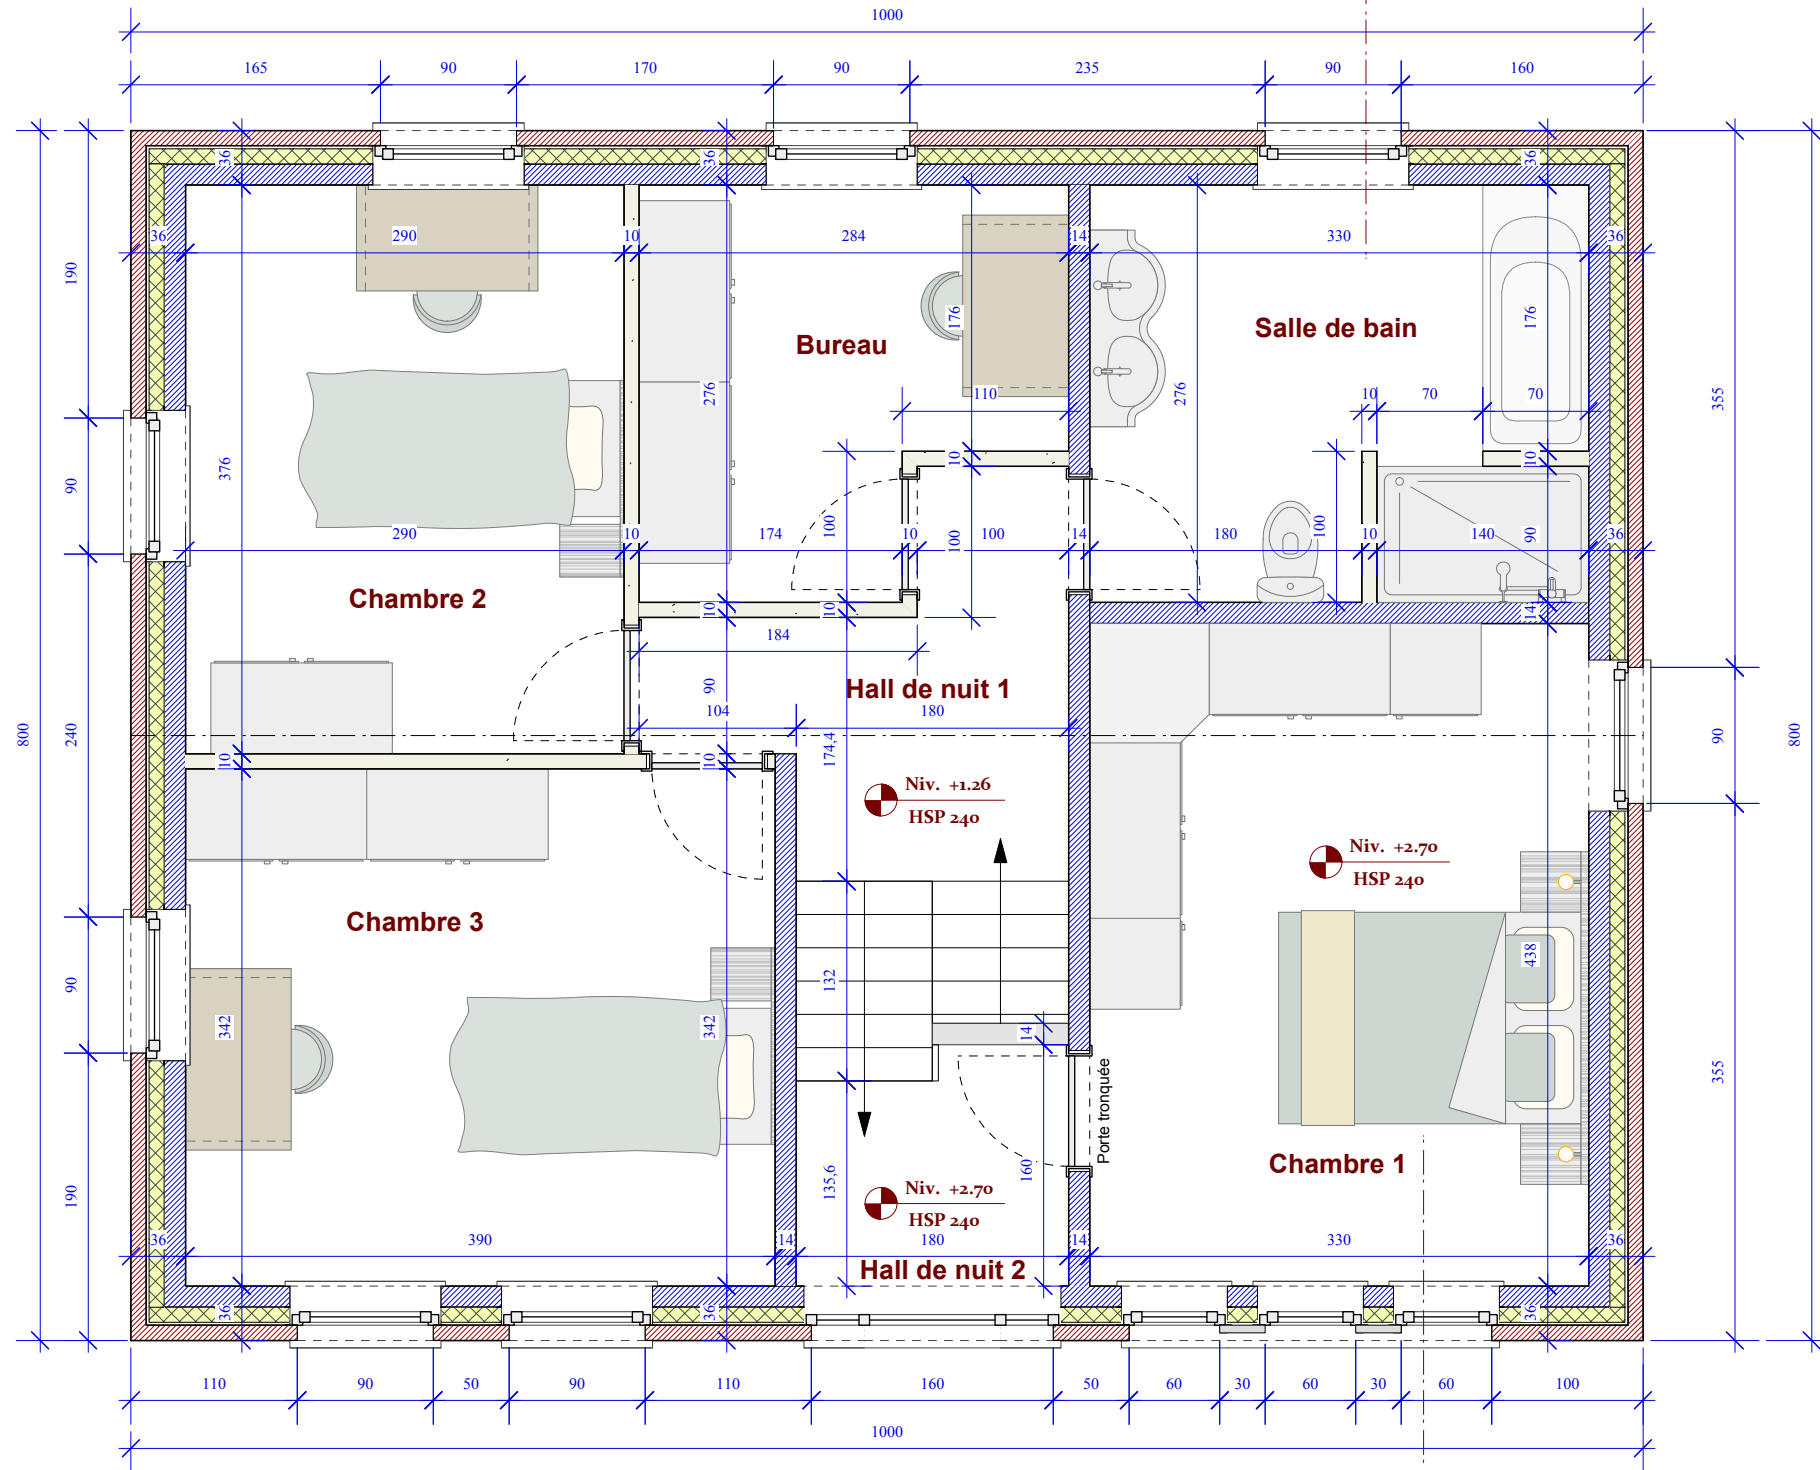 1000
165 90 170 90 235 90 160
36 36 36
36 290 10 284 14 330 36
190
176 176
Salle de bain
Bureau
355
276 276
110 10 70 70
376
10 10
90
100 100 100 90
290 10 174 10 100 14 180 10 140 36
Chambre 2
10 10 14
184
Hall de nuit 1
90
104 180
800 240 90 800
174,4
10 10
Niv. +1.26
HSP 240
Niv. +2.70
HSP 240
Chambre 3
438
90
132
342 342 14
355
Porte tronquée
Chambre 1
160
135,6
Niv. +2.70
HSP 240
190
36 390 14 180 14 330 36
Hall de nuit 2
36 36 36
110 90 50 90 110 160 50 60 30 60 30 60 100
1000